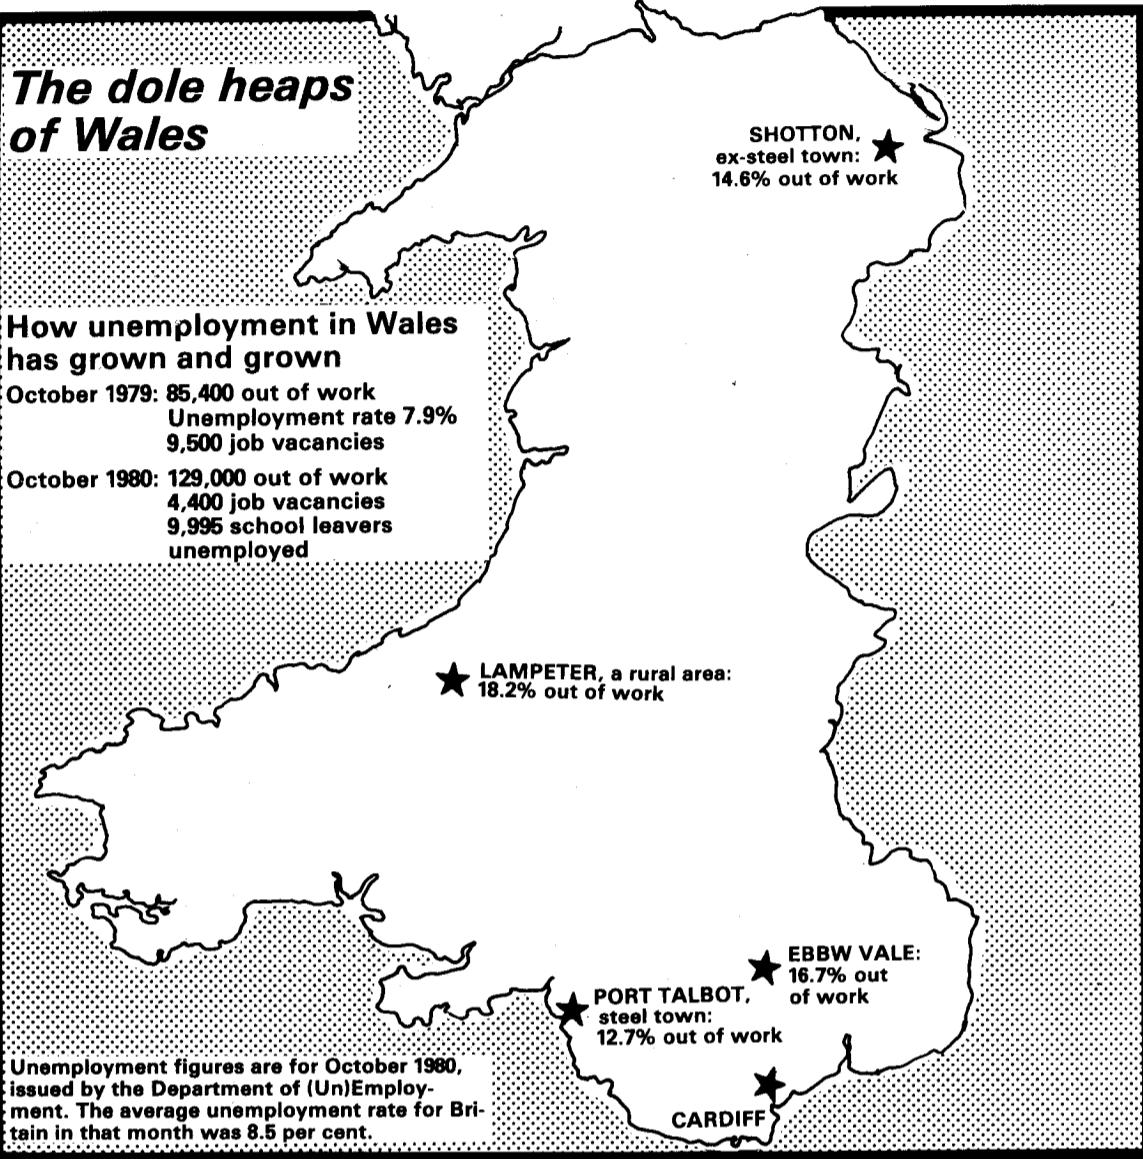 The dole heaps
of Wales
SHOTTON,
ex-steel town:
14.6% out of work
How unemployment in Wales
has grown and grown
October 1979: 85,400 out of work
Unemployment rate 7.9%
9,500 job vacancies
October 1980: 129,000 out of work
4,400 job vacancies
9,995 school leavers
unemployed
LAMPETER, a rural area:
18.2% out of work
EBBW VALE:
16.7% out
of work
PORT TALBOT,
steel town:
12.7% out of work
CARDIFF
Unemployment figures are for October 1980,
issued by the Department of (Un)Employ-
ment. The average unemployment rate for Bri-
tain in that month was 8.5 per cent.